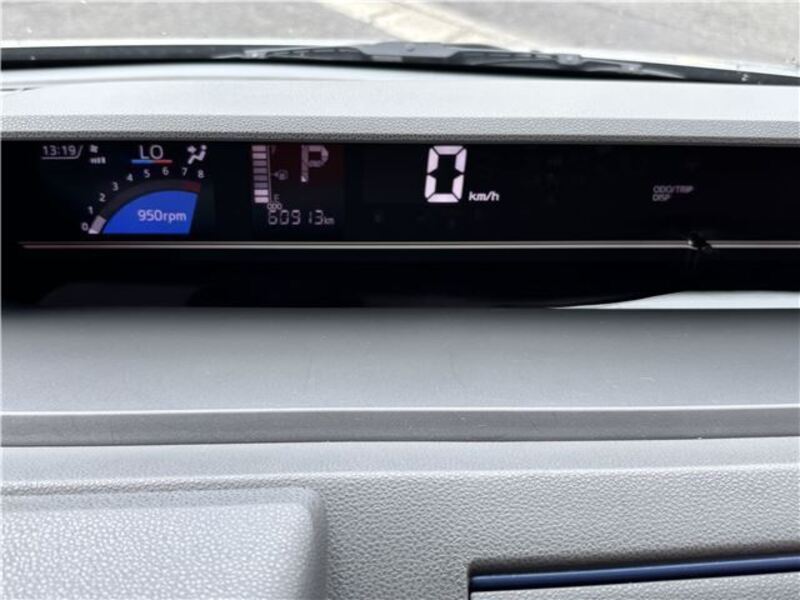 13:19 LO
0 1 2 3 4 5 6 7 8
950rpm
F
P
E
ODO
60913km
0 km/h
ODO/TRIP
DISP